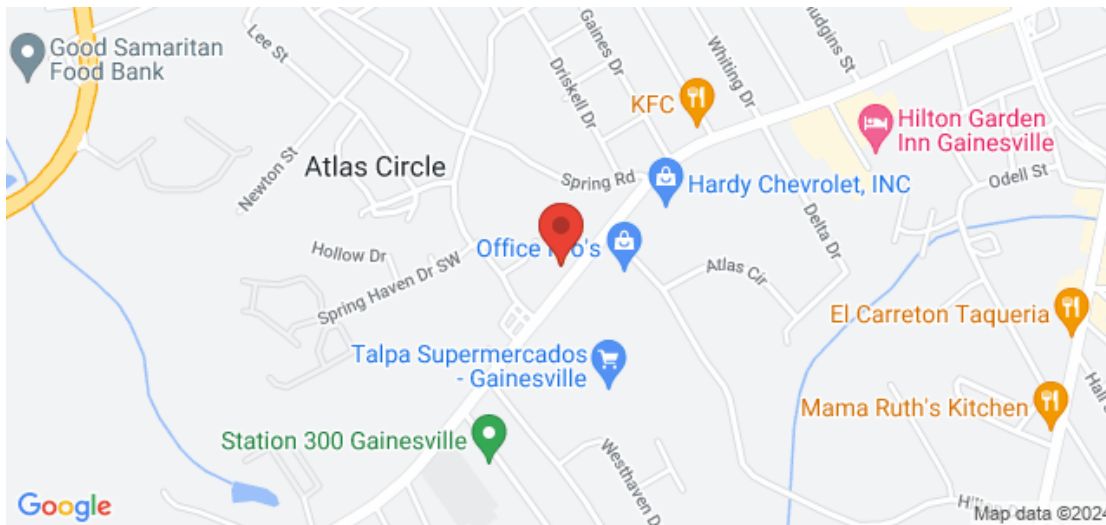 Good Samaritan
Food Bank
Lee St
Gaines Dr
Driskell Dr
Whiting Dr
KFC
Hilton Garden
Inn Gainesville
Odell St
Atlas Circle
Newton St
Spring Rd
Hardy Chevrolet, INC
Delta Dr
Hollow Dr
Spring Haven Dr SW
Office
Atlas Cir
El Carreton Taqueria
Talpa Supermercados
- Gainesville
Mama Ruth's Kitchen
Station 300 Gainesville
Westhaven D
Google
Map data ©2024